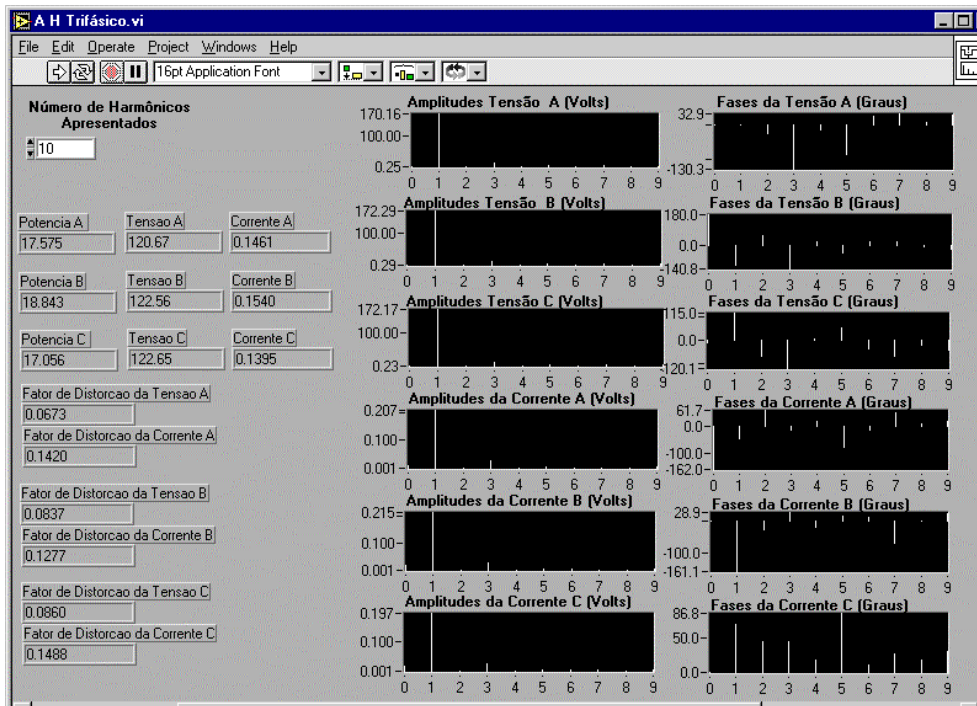 A H Trifásico.vi
File Edit Operate Project Windows Help
16pt Application Font
Número de Harmônicos
Apresentados
10
Potencia A Tensao A Corrente A
17.575 120.67 0.1461
Potencia B Tensao B Corrente B
18.843 122.56 0.1540
Potencia C Tensao C Corrente C
17.056 122.65 0.1395
Fator de Distorcao da Tensao A
0.0673
Fator de Distorcao da Corrente A
0.1420
Fator de Distorcao da Tensao B
0.0837
Fator de Distorcao da Corrente B
0.1277
Fator de Distorcao da Tensao C
0.0860
Fator de Distorcao da Corrente C
0.1488
Amplitudes Tensão A (Volts)
170.16
100.00
0.25
0 1 2 3 4 5 6 7 8 9
Amplitudes Tensão B (Volts)
172.29
100.00
0.29
0 1 2 3 4 5 6 7 8 9
Amplitudes Tensão C (Volts)
172.17
100.00
0.23
0 1 2 3 4 5 6 7 8 9
Amplitudes da Corrente A (Volts)
0.207
0.100
0.001
0 1 2 3 4 5 6 7 8 9
Amplitudes da Corrente B (Volts)
0.215
0.100
0.001
0 1 2 3 4 5 6 7 8 9
Amplitudes da Corrente C (Volts)
0.197
0.100
0.001
0 1 2 3 4 5 6 7 8 9
Fases da Tensão A (Graus)
32.9
-130.3
0 1 2 3 4 5 6 7 8 9
Fases da Tensão B (Graus)
180.0
0.0
-140.8
0 1 2 3 4 5 6 7 8 9
Fases da Tensão C (Graus)
115.0
0.0
-120.1
0 1 2 3 4 5 6 7 8 9
Fases da Corrente A (Graus)
61.7
0.0
-100.0
-162.0
0 1 2 3 4 5 6 7 8 9
Fases da Corrente B (Graus)
28.9
-100.0
-161.1
0 1 2 3 4 5 6 7 8 9
Fases da Corrente C (Graus)
86.8
50.0
0.0
0 1 2 3 4 5 6 7 8 9